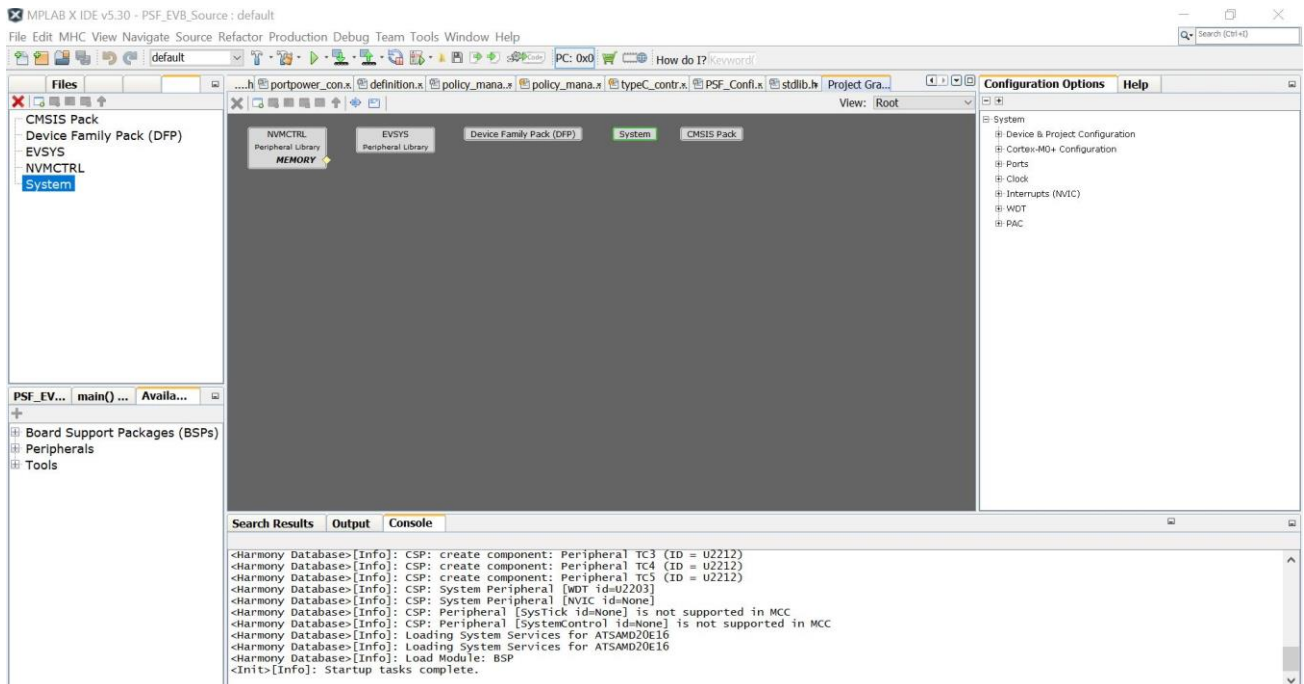 MPLAB X IDE v5.30 - PSF_EVB_Source : default
File Edit MHC View Navigate Source Refactor Production Debug Team Tools Window Help
Search (Ctrl+I)
default
PC: 0x0
How do I?
Keyword(
Files
CMSIS Pack
Device Family Pack (DFP)
EVSYS
NVMCTRL
System
PSF_EV... main() ... Availa...
Board Support Packages (BSPs)
Peripherals
Tools
....h portpower_con.. definition.. policy_mana.. policy_mana.. typeC_contr.. PSF_Confi.. stdlib.h Project Gra...
View: Root
NVMCTRL
Peripheral Library
MEMORY
EVSYS
Peripheral Library
Device Family Pack (DFP)
System
CMSIS Pack
Configuration Options Help
System
Device & Project Configuration
Cortex-M0+ Configuration
Ports
Clock
Interrupts (NVIC)
WDT
PAC
Search Results Output Console
<Harmony Database>[Info]: CSP: create component: Peripheral TC3 (ID = U2212)
<Harmony Database>[Info]: CSP: create component: Peripheral TC4 (ID = U2212)
<Harmony Database>[Info]: CSP: create component: Peripheral TC5 (ID = U2212)
<Harmony Database>[Info]: CSP: System Peripheral [WDT id=U2203]
<Harmony Database>[Info]: CSP: System Peripheral [NVIC id=None]
<Harmony Database>[Info]: CSP: Peripheral [SysTick id=None] is not supported in MCC
<Harmony Database>[Info]: CSP: Peripheral [SystemControl id=None] is not supported in MCC
<Harmony Database>[Info]: Loading System Services for ATSAMD20E16
<Harmony Database>[Info]: Loading System Services for ATSAMD20E16
<Harmony Database>[Info]: Load Module: BSP
<Init>[Info]: Startup tasks complete.